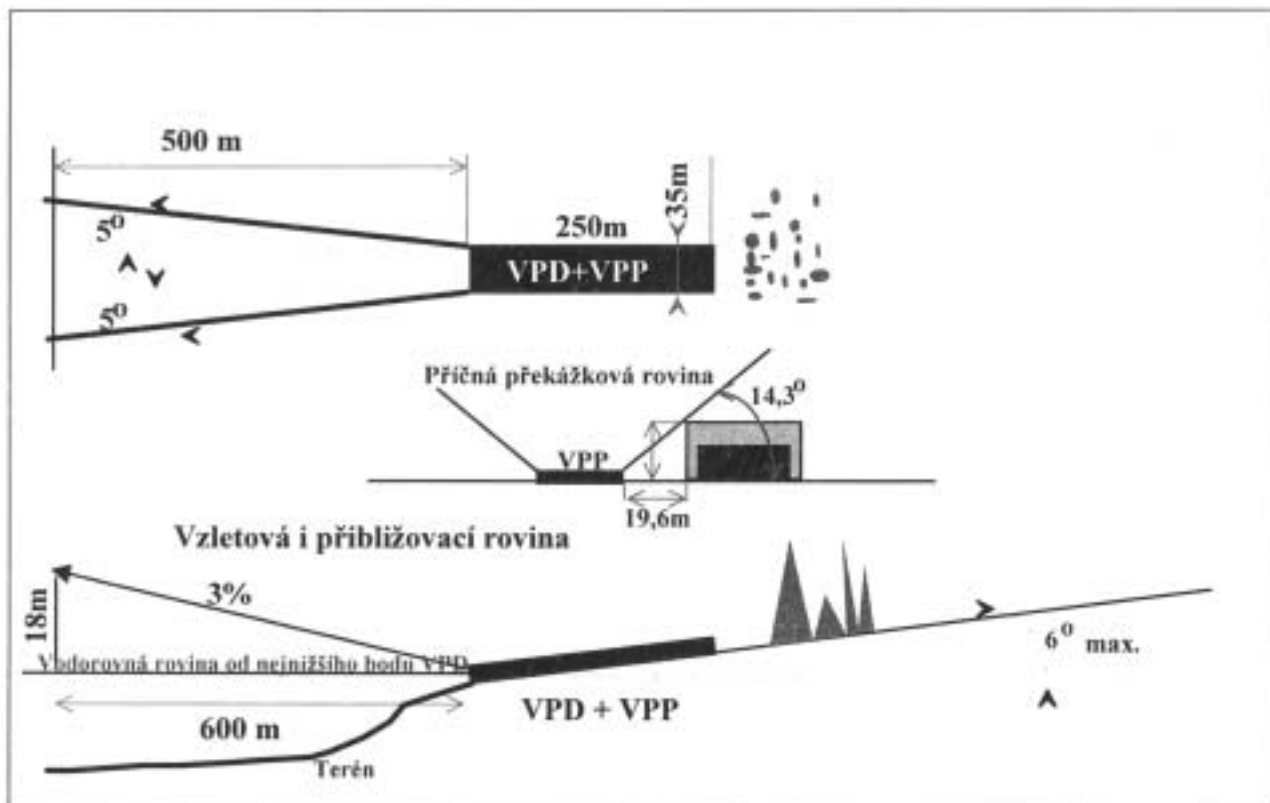 500 m
35m
5°
250m
VPD+VPP
5°
Příčná překážková rovina
14,3°
VPP
19,6m
Vzletová i přibližovací rovina
3%
18m
Vodorovná rovina od nejnižšího bodu VPD
6° max.
VPD + VPP
600 m
Terén